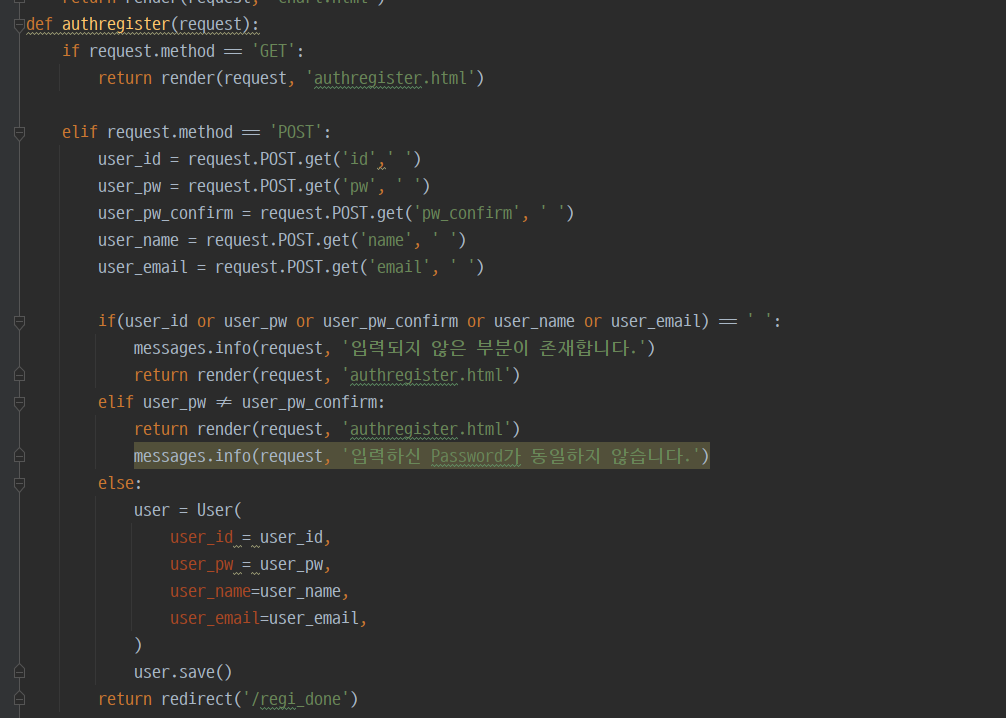 return render(request, 'chart.html')
def authregister(request):
    if request.method == 'GET':
        return render(request, 'authregister.html')

    elif request.method == 'POST':
        user_id = request.POST.get('id',' ')
        user_pw = request.POST.get('pw', ' ')
        user_pw_confirm = request.POST.get('pw_confirm', ' ')
        user_name = request.POST.get('name', ' ')
        user_email = request.POST.get('email', ' ')

        if(user_id or user_pw or user_pw_confirm or user_name or user_email) == ' ':
            messages.info(request, '입력되지 않은 부분이 존재합니다.')
            return render(request, 'authregister.html')
        elif user_pw != user_pw_confirm:
            return render(request, 'authregister.html')
            messages.info(request, '입력하신 Password가 동일하지 않습니다.')
        else:
            user = User(
                user_id = user_id,
                user_pw = user_pw,
                user_name=user_name,
                user_email=user_email,
            )
            user.save()
        return redirect('/regi_done')